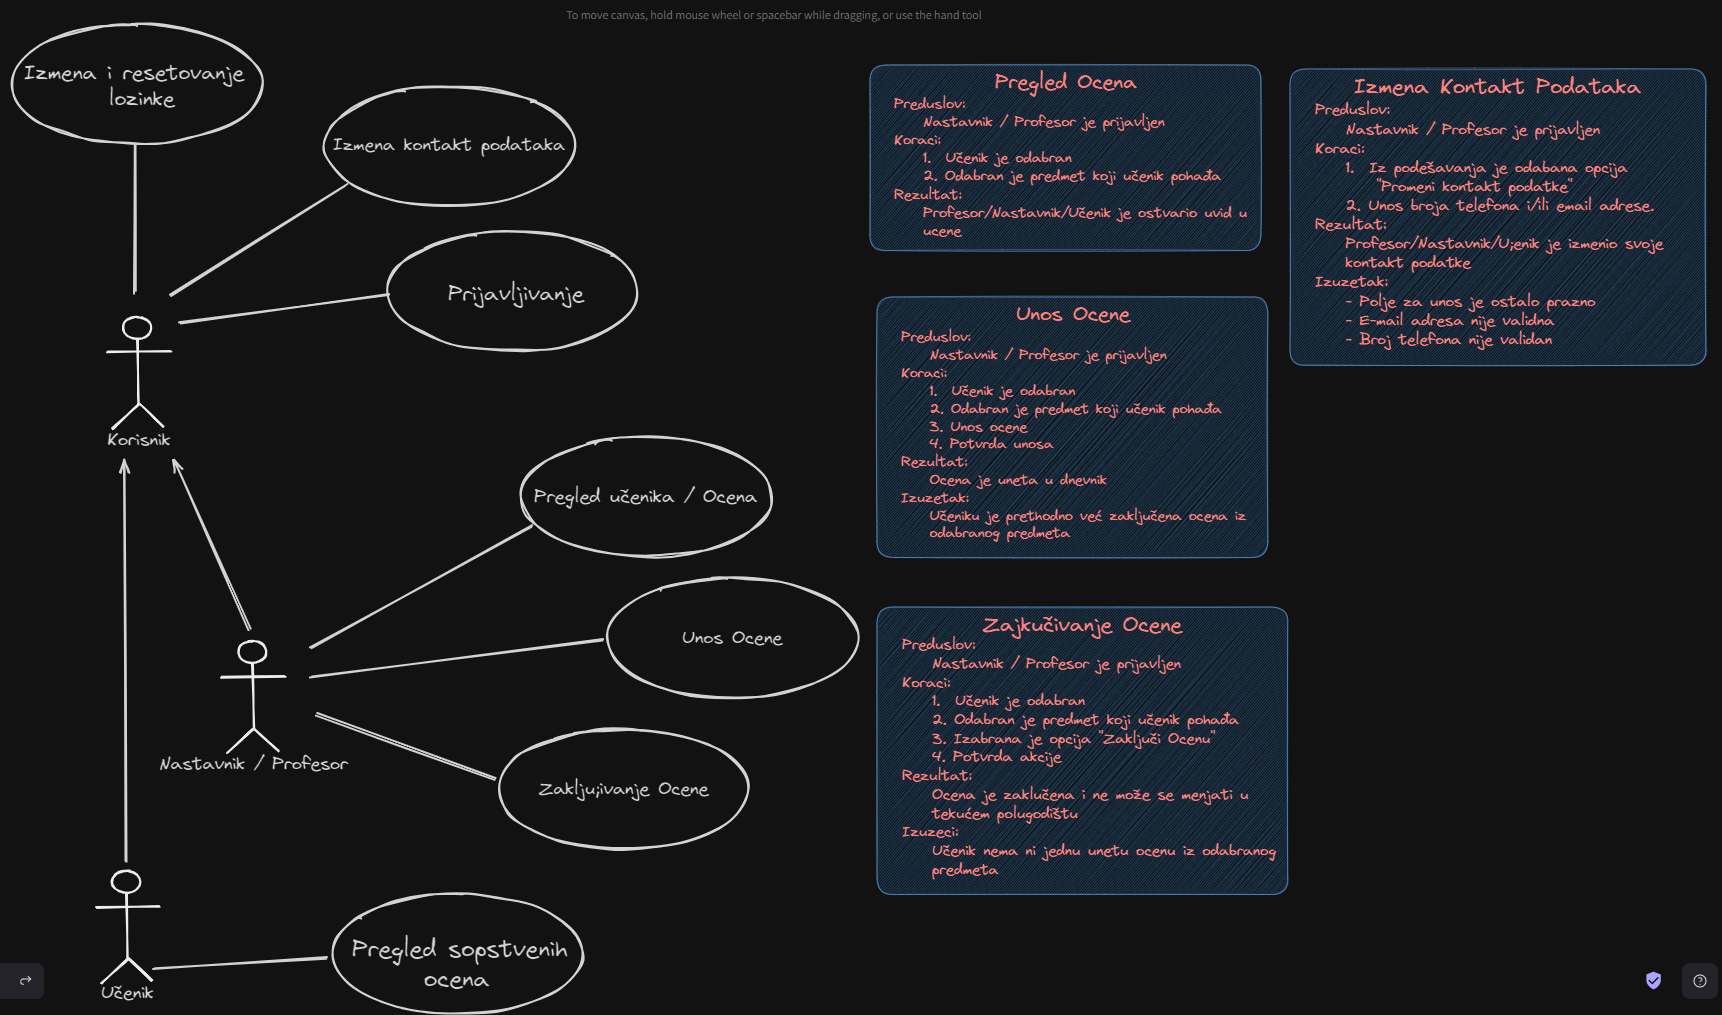 To move canvas, hold mouse wheel or spacebar while dragging, or use the hand tool
Izmena i resetovanje
lozinke
Izmena kontakt podataka
Prijavljivanje
Korisnik
Pregled učenika / Ocena
Unos Ocene
Nastavnik / Profesor
Zaklju;ivanje Ocene
Učenik
Pregled sopstvenih
ocena
Pregled Ocena
Preduslov:
Nastavnik / Profesor je prijavljen
Koraci:
1. Učenik je odabran
2. Odabran je predmet koji učenik pohađa
Rezultat:
Profesor/Nastavnik/Učenik je ostvario uvid u
ucene
Unos Ocene
Preduslov:
Nastavnik / Profesor je prijavljen
Koraci:
1. Učenik je odabran
2. Odabran je predmet koji učenik pohađa
3. Unos ocene
4. Potvrda unosa
Rezultat:
Ocena je uneta u dnevnik
Izuzetak:
Učeniku je prethodno već zaključena ocena iz
odabranog predmeta
Zajkučivanje Ocene
Preduslov:
Nastavnik / Profesor je prijavljen
Koraci:
1. Učenik je odabran
2. Odabran je predmet koji učenik pohađa
3. Izabrana je opcija "Zaključi Ocenu"
4. Potvrda akcije
Rezultat:
Ocena je zaklučena i ne može se menjati u
tekućem polugodištu
Izuzeci:
Učenik nema ni jednu unetu ocenu iz odabranog
predmeta
Izmena Kontakt Podataka
Preduslov:
Nastavnik / Profesor je prijavljen
Koraci:
1. Iz podešavanja je odabana opcija
"Promeni kontakt podatke"
2. Unos broja telefona i/ili email adrese.
Rezultat:
Profesor/Nastavnik/U;enik je izmenio svoje
kontakt podatke
Izuzetak:
- Polje za unos je ostalo prazno
- E-mail adresa nije validna
- Broj telefona nije validan